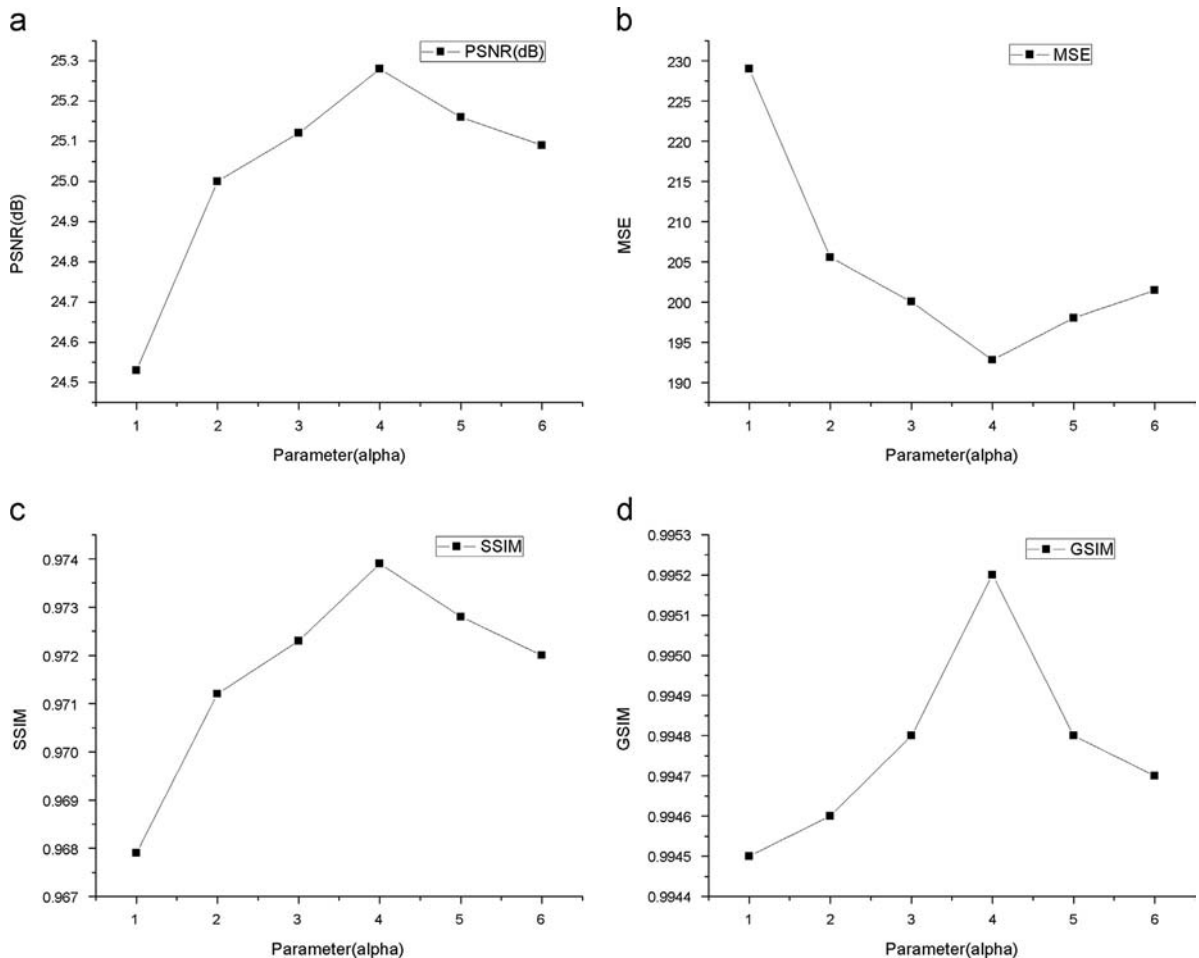 a
PSNR(dB)
25.3
25.2
25.1
25.0
24.9
24.8
24.7
24.6
24.5
PSNR(dB)
1 2 3 4 5 6
Parameter(alpha)
b
MSE
230
225
220
215
210
205
200
195
190
MSE
1 2 3 4 5 6
Parameter(alpha)
c
SSIM
0.974
0.973
0.972
0.971
0.970
0.969
0.968
0.967
SSIM
1 2 3 4 5 6
Parameter(alpha)
d
GSIM
0.9953
0.9952
0.9951
0.9950
0.9949
0.9948
0.9947
0.9946
0.9945
0.9944
GSIM
1 2 3 4 5 6
Parameter(alpha)